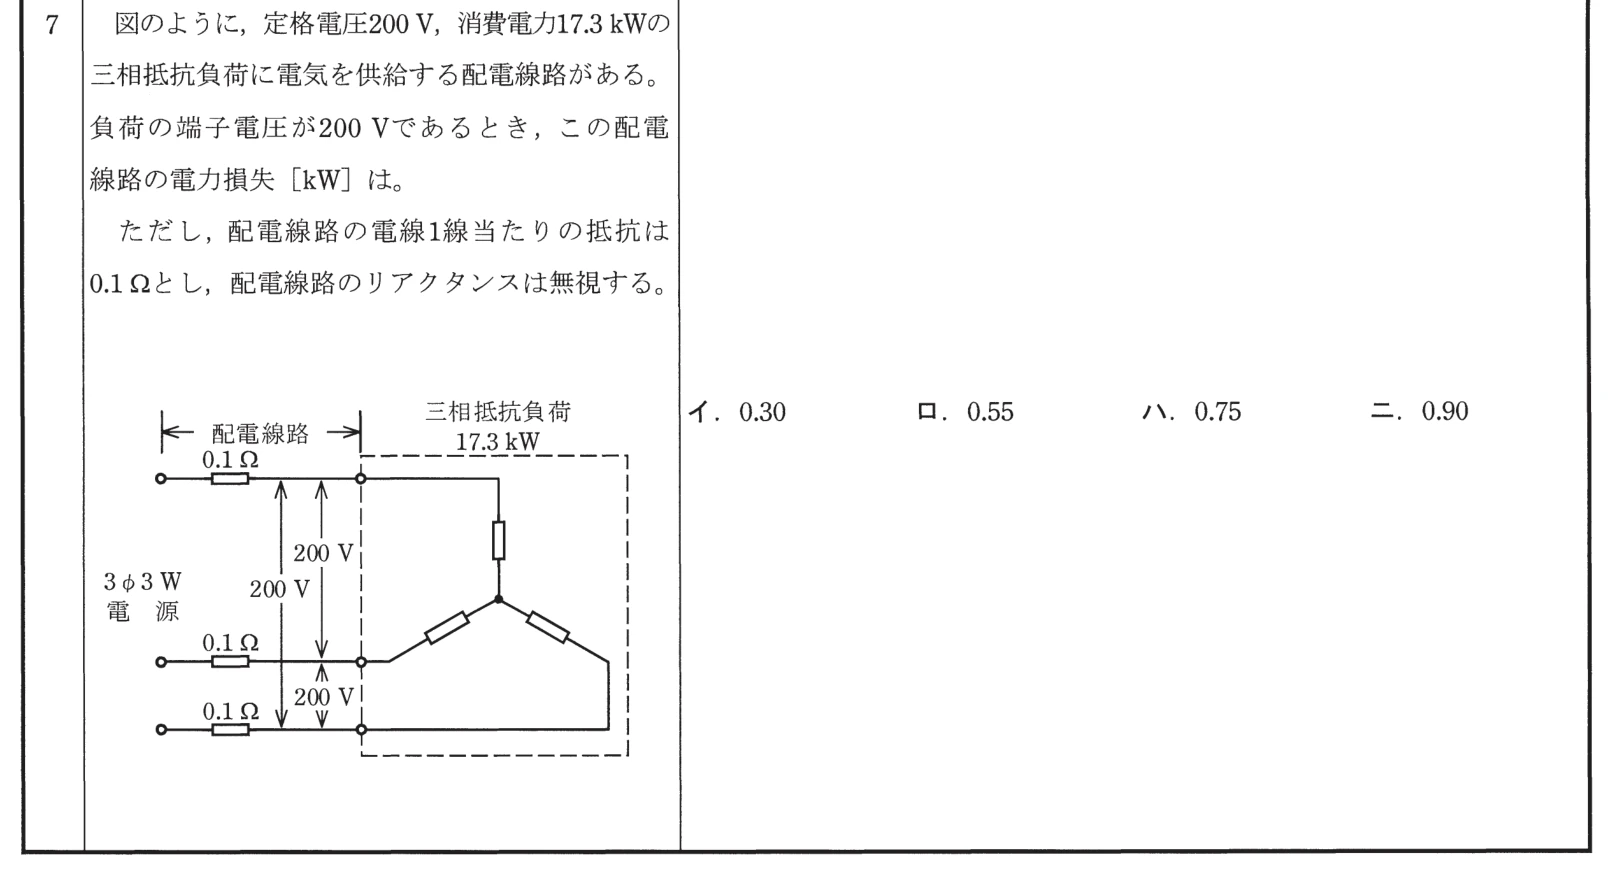 7
図のように，定格電圧200 V，消費電力17.3 kWの
三相抵抗負荷に電気を供給する配電線路がある。
負荷の端子電圧が200 Vであるとき，この配電
線路の電力損失［kW］は。
ただし，配電線路の電線1線当たりの抵抗は
0.1 Ωとし，配電線路のリアクタンスは無視する。
イ．0.30 ロ．0.55 ハ．0.75 ニ．0.90
三相抵抗負荷
17.3 kW
配電線路
0.1 Ω
200 V
200 V
3φ3 W
電 源
0.1 Ω
200 V
0.1 Ω